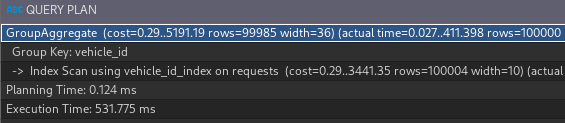 ABC QUERY PLAN
GroupAggregate (cost=0.29..5191.19 rows=99985 width=36) (actual time=0.027..411.398 rows=100000
Group Key: vehicle_id
-> Index Scan using vehicle_id_index on requests (cost=0.29..3441.35 rows=100004 width=10) (actual
Planning Time: 0.124 ms
Execution Time: 531.775 ms